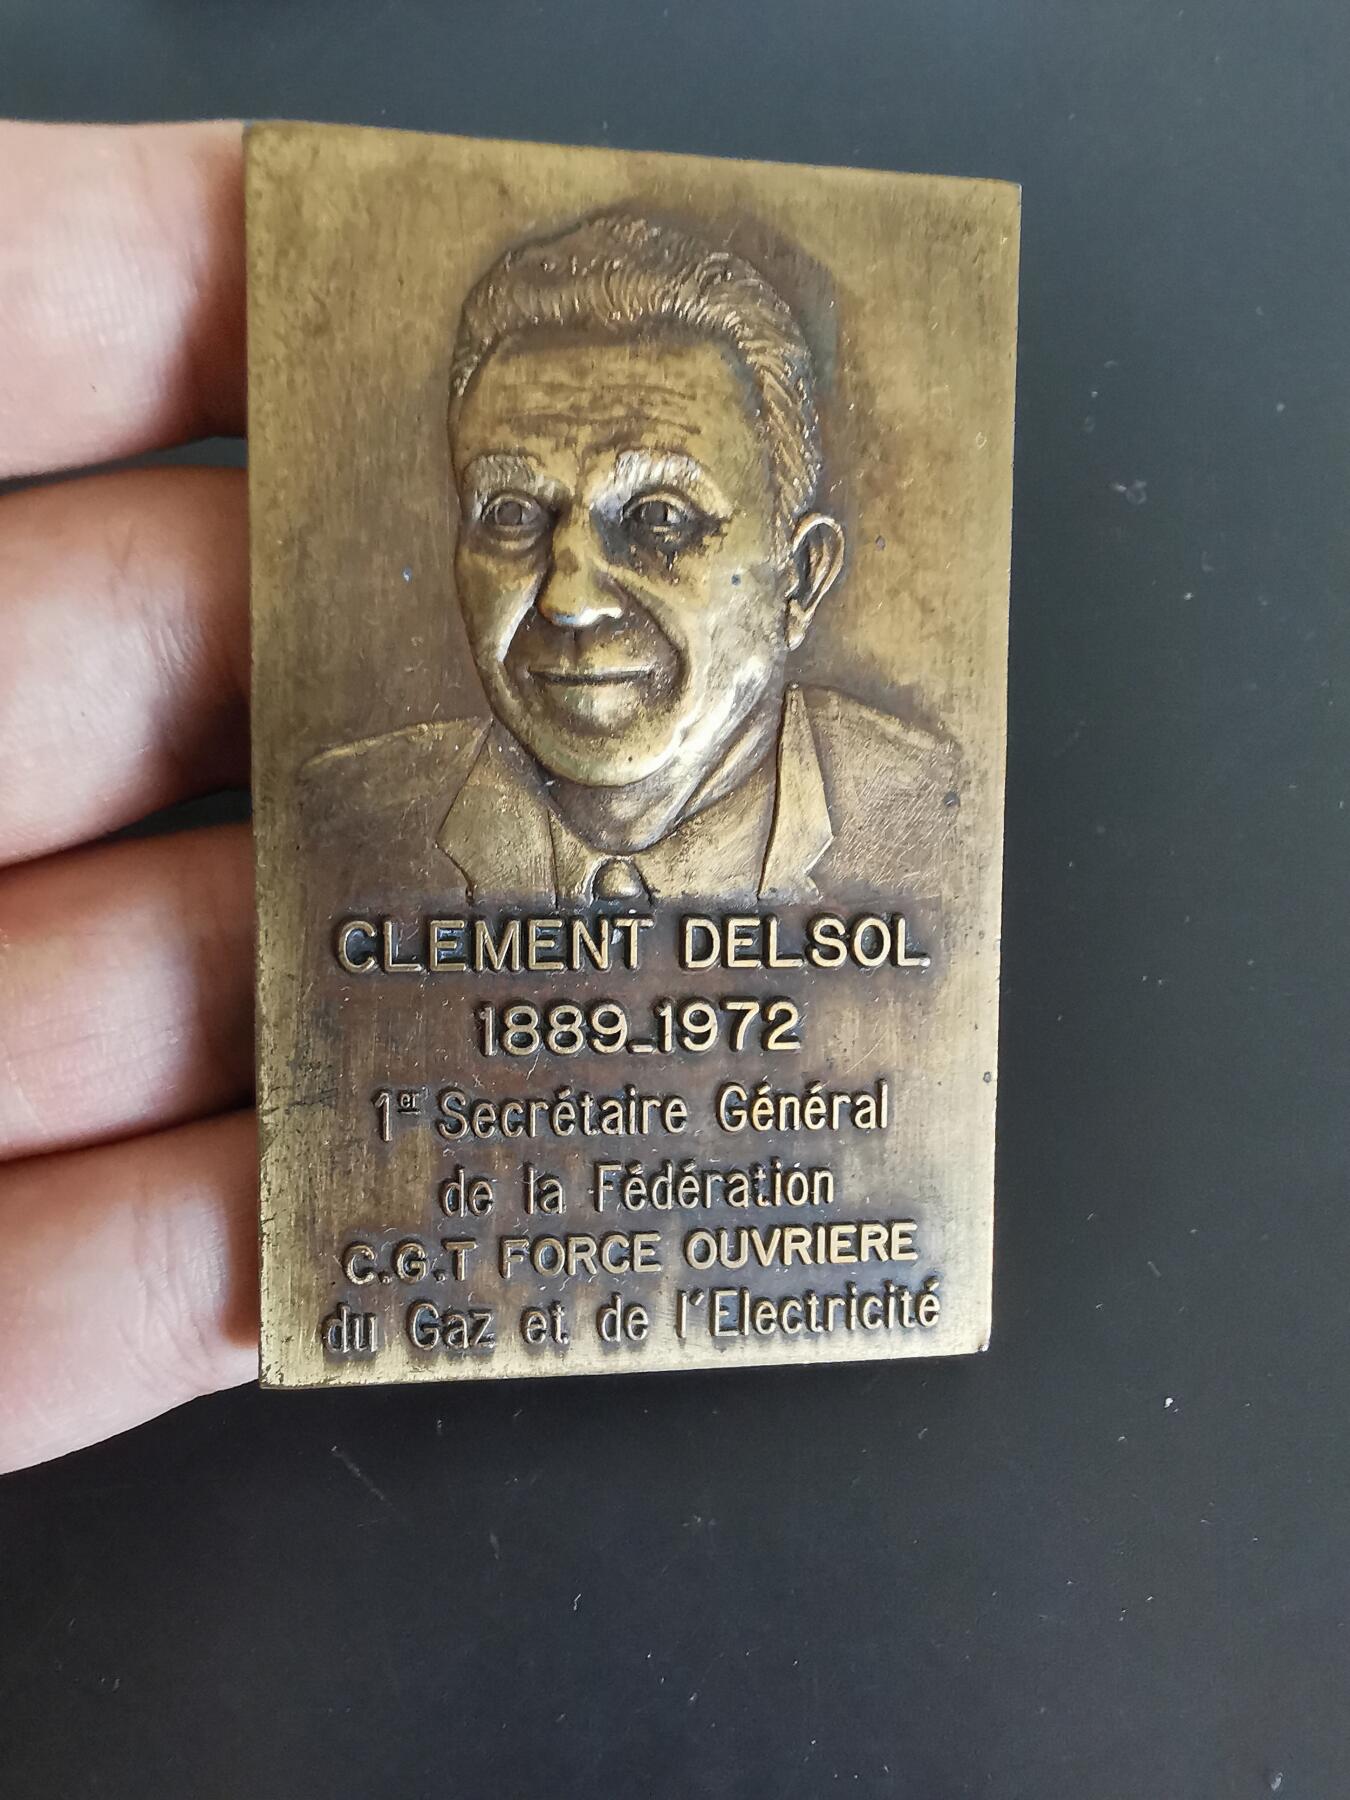 CLEMENT DELSOL
1889_1972
1er Secrétaire Général
de la Fédération
C.G.T FORCE OUVRIERE
du Gaz et de l'Electricité